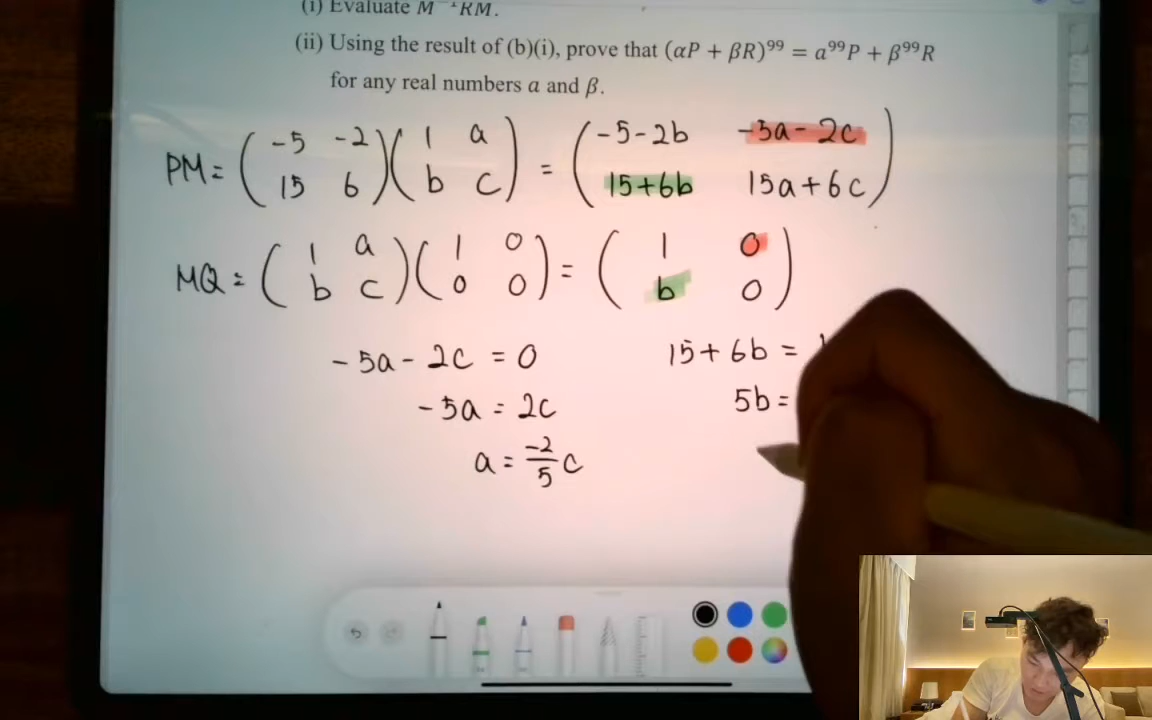 (i) Evaluate M⁻¹RM.
(ii) Using the result of (b)(i), prove that (αP + βR)⁹⁹ = a⁹⁹P + β⁹⁹R
for any real numbers α and β.
PM = ( -5 -2 ; 15 6 )( 1 a ; b c ) = ( -5-2b -5a-2c ; 15+6b 15a+6c )
MQ = ( 1 a ; b c )( 1 0 ; 0 0 ) = ( 1 0 ; b 0 )
-5a - 2c = 0 15 + 6b =
-5a = 2c 5b =
a = -2/5 c